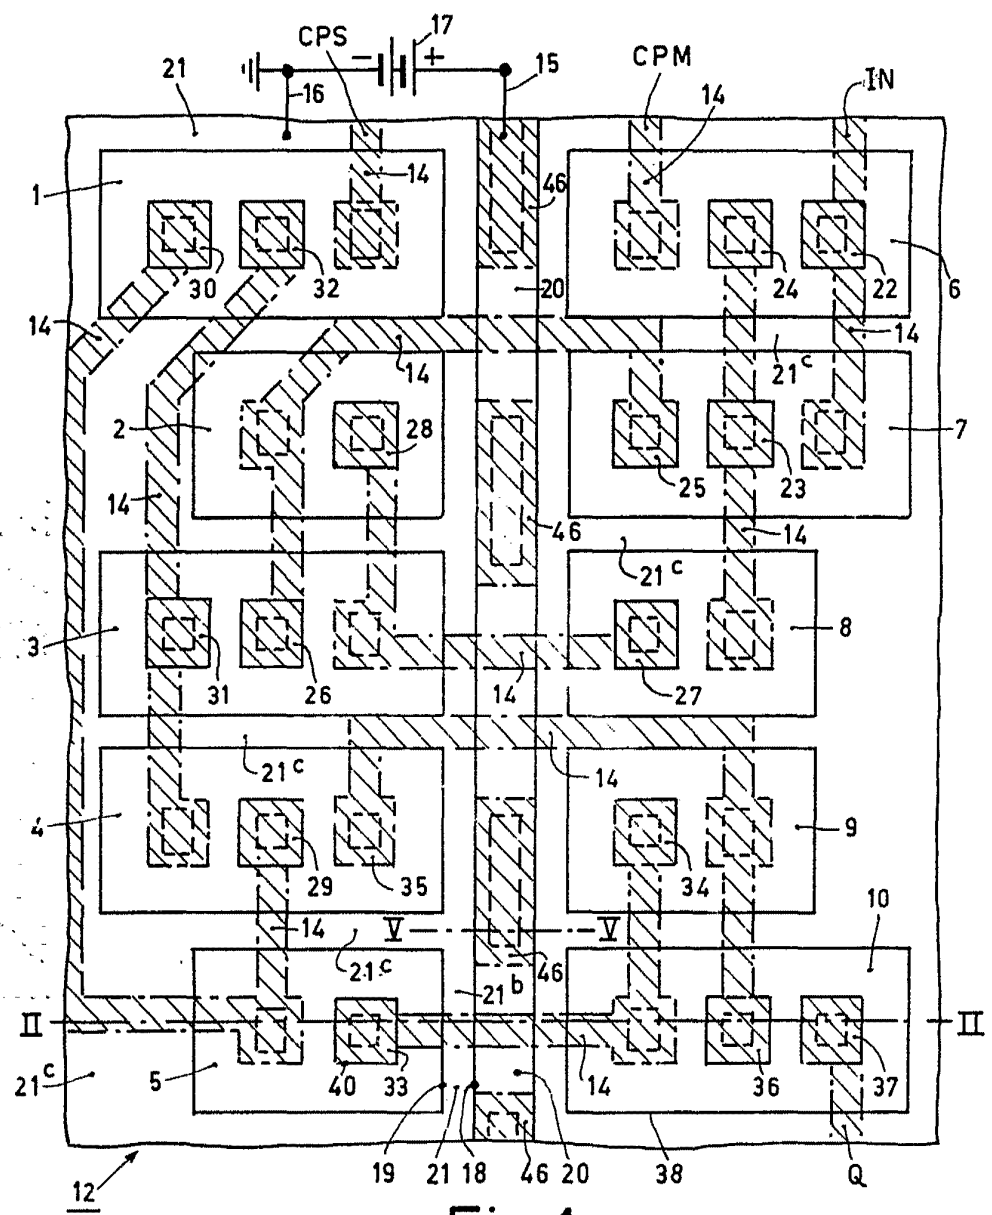 CPS 17
− + 15
CPM
21 16 14 IN
1 14 46
30 32 20 24 22 6
14 14 21c 14
2 28 7
25 23
14 46 14
21c
3 8
31 26 14 27
21c 14
4 9
29 35 34 10
14 V V
21c 46
21b
II II
21c 5 40 33 14 36 37
19 21 18 46 20 38 Q
12